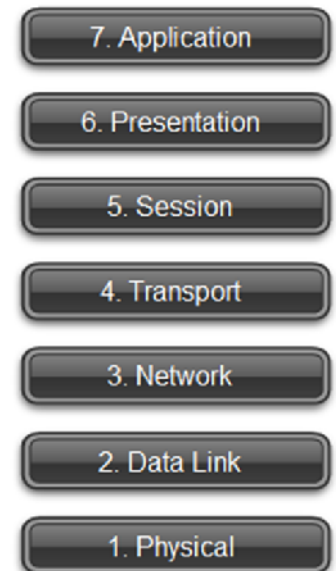 7. Application
6. Presentation
5. Session
4. Transport
3. Network
2. Data Link
1. Physical